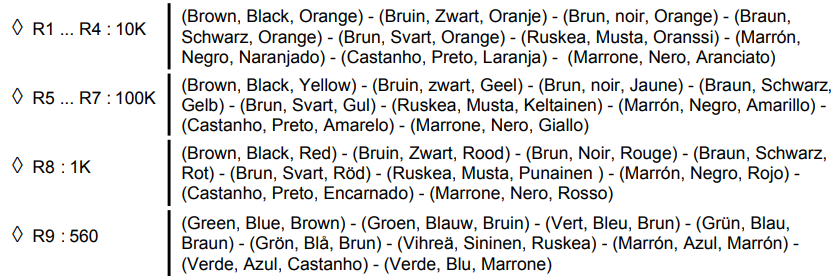 ◊ R1 ... R4 : 10K
(Brown, Black, Orange) - (Bruin, Zwart, Oranje) - (Brun, noir, Orange) - (Braun,
Schwarz, Orange) - (Brun, Svart, Orange) - (Ruskea, Musta, Oranssi) - (Marrón,
Negro, Naranjado) - (Castanho, Preto, Laranja) - (Marrone, Nero, Aranciato)
◊ R5 ... R7 : 100K
(Brown, Black, Yellow) - (Bruin, zwart, Geel) - (Brun, noir, Jaune) - (Braun, Schwarz,
Gelb) - (Brun, Svart, Gul) - (Ruskea, Musta, Keltainen) - (Marrón, Negro, Amarillo) -
(Castanho, Preto, Amarelo) - (Marrone, Nero, Giallo)
◊ R8 : 1K
(Brown, Black, Red) - (Bruin, Zwart, Rood) - (Brun, Noir, Rouge) - (Braun, Schwarz,
Rot) - (Brun, Svart, Röd) - (Ruskea, Musta, Punainen ) - (Marrón, Negro, Rojo) -
(Castanho, Preto, Encarnado) - (Marrone, Nero, Rosso)
◊ R9 : 560
(Green, Blue, Brown) - (Groen, Blauw, Bruin) - (Vert, Bleu, Brun) - (Grün, Blau,
Braun) - (Grön, Blå, Brun) - (Vihreä, Sininen, Ruskea) - (Marrón, Azul, Marrón) -
(Verde, Azul, Castanho) - (Verde, Blu, Marrone)